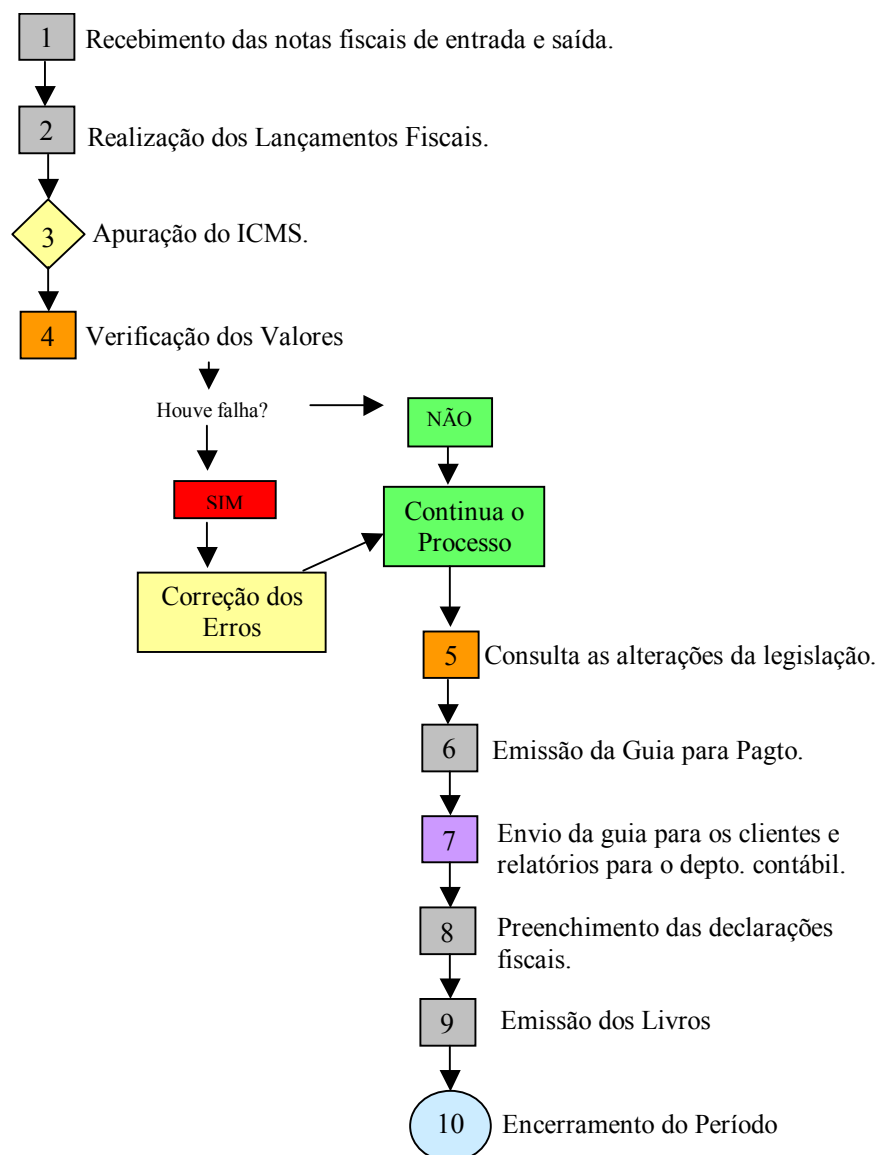 1 Recebimento das notas fiscais de entrada e saída.
2 Realização dos Lançamentos Fiscais.
3 Apuração do ICMS.
4 Verificação dos Valores
Houve falha?
NÃO
SIM
Continua o
Processo
Correção dos
Erros
5 Consulta as alterações da legislação.
6 Emissão da Guia para Pagto.
7 Envio da guia para os clientes e
relatórios para o depto. contábil.
8 Preenchimento das declarações
fiscais.
9 Emissão dos Livros
10 Encerramento do Período